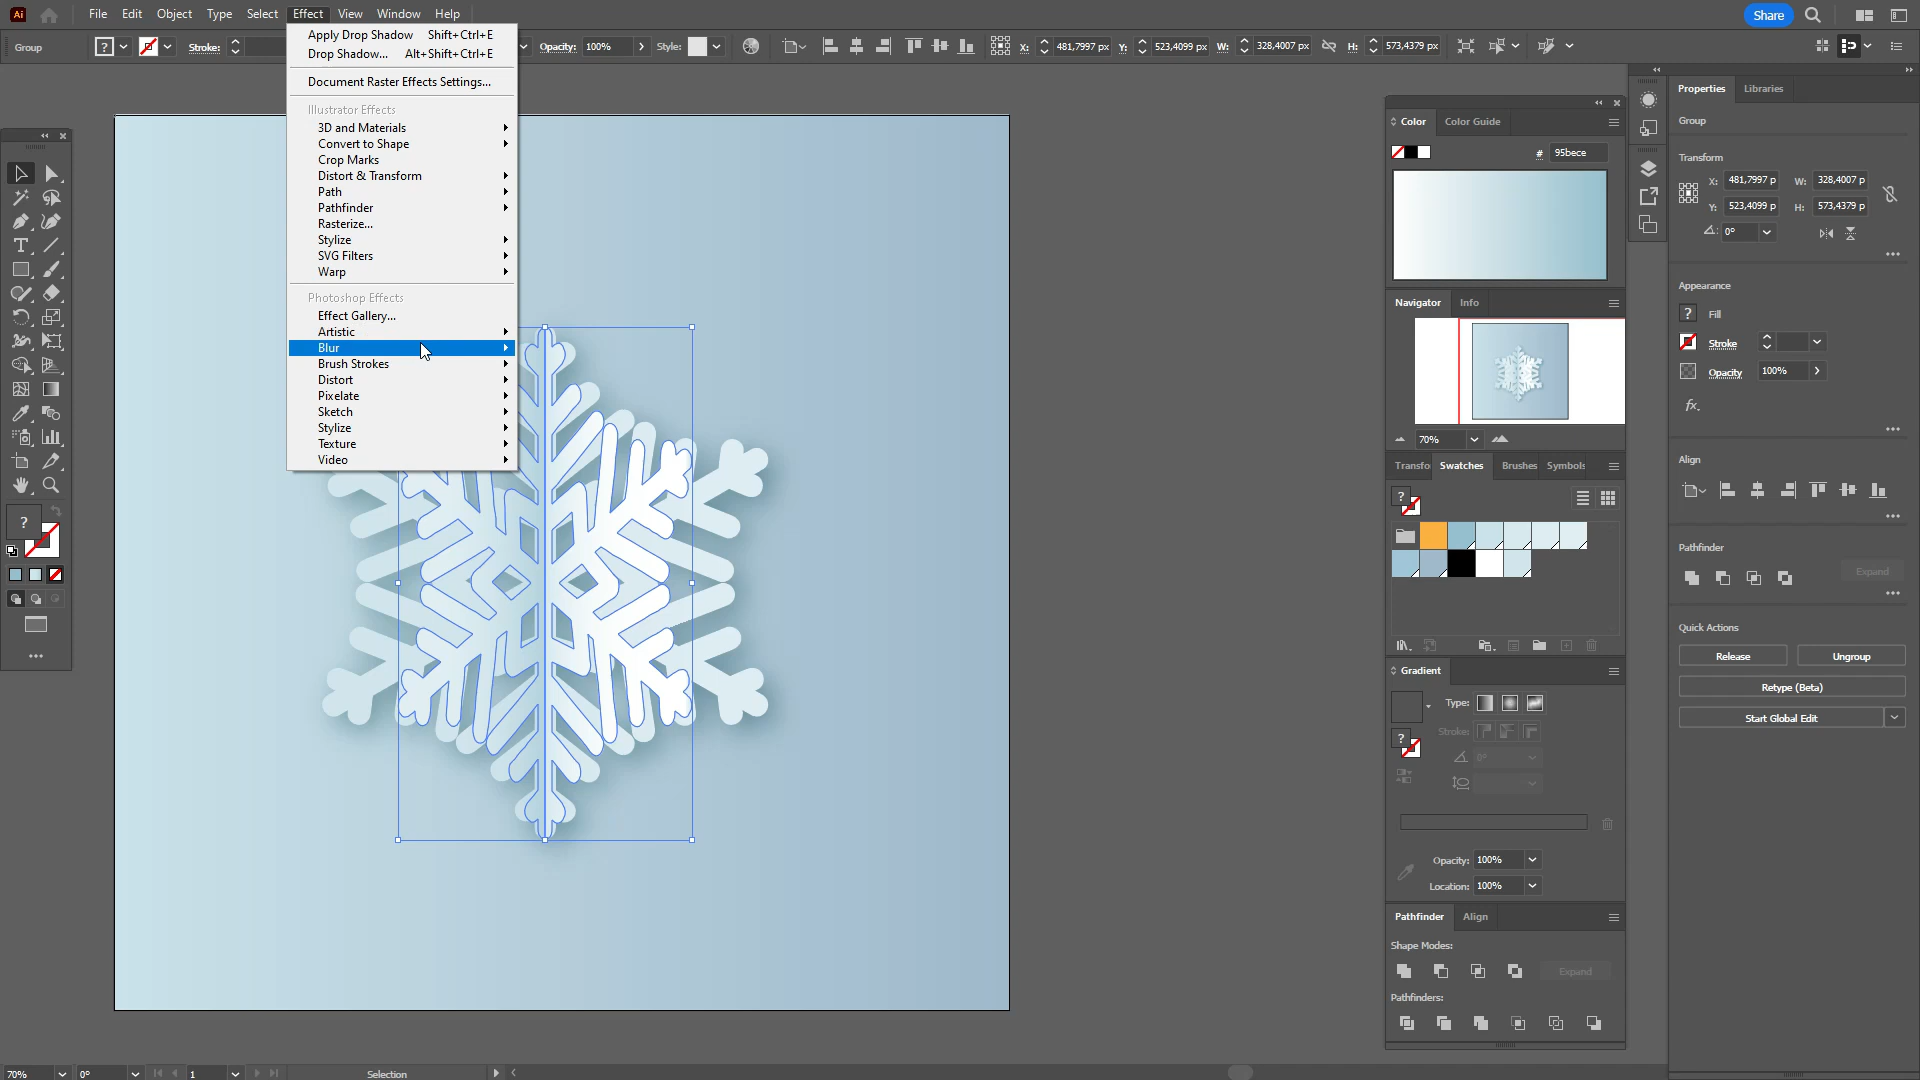 Ai File Edit Object Type Select Effect View Window Help Share
Group ? Stroke: Opacity: 100% Style: X: 481,7997 px Y: 523,4099 px W: 328,4007 px H: 573,4379 px
Apply Drop Shadow Shift+Ctrl+E
Drop Shadow... Alt+Shift+Ctrl+E
Document Raster Effects Settings...
Illustrator Effects
3D and Materials
Convert to Shape
Crop Marks
Distort & Transform
Path
Pathfinder
Rasterize...
Stylize
SVG Filters
Warp
Photoshop Effects
Effect Gallery...
Artistic
Blur
Brush Strokes
Distort
Pixelate
Sketch
Stylize
Texture
Video
?
Color Color Guide
# 95bece
Navigator Info
70%
Transfo Swatches Brushes Symbols
?
Gradient
Type:
?
Stroke:
0°
Opacity: 100%
Location: 100%
Pathfinder Align
Shape Modes:
Expand
Pathfinders:
Properties Libraries
Group
Transform
X: 481,7997 p W: 328,4007 p
Y: 523,4099 p H: 573,4379 p
0°
Appearance
? Fill
Stroke
Opacity 100%
fx.
Align
Pathfinder
Expand
Quick Actions
Release Ungroup
Retype (Beta)
Start Global Edit
70% 0° 1 Selection